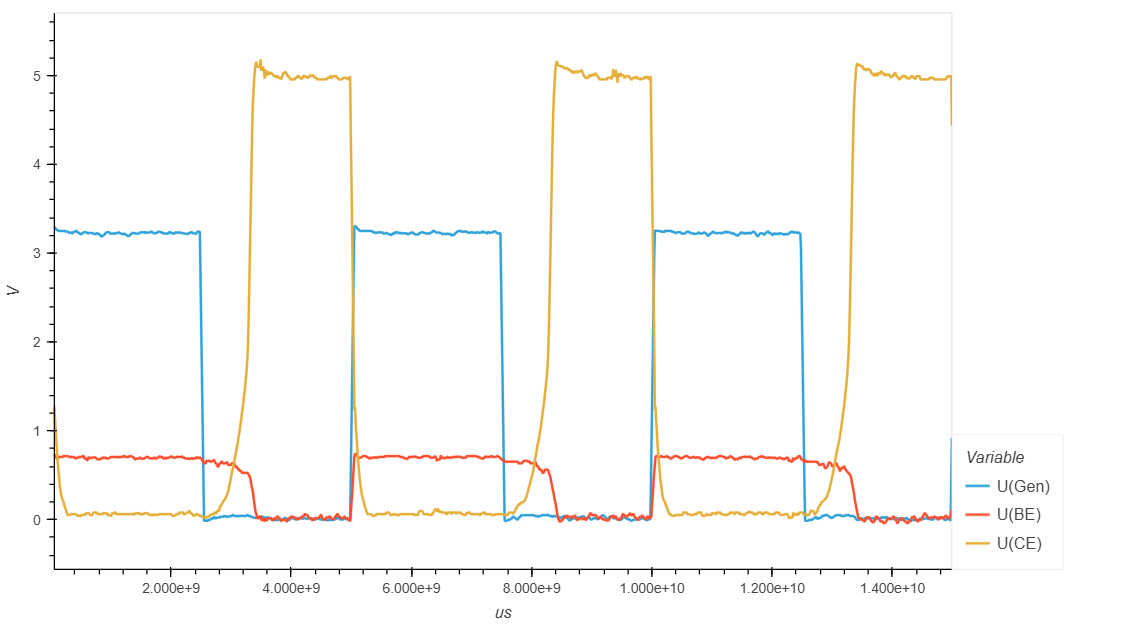 5
4
3
2
1
0
V
2.000e+9
4.000e+9
6.000e+9
8.000e+9
1.000e+10
1.200e+10
1.400e+10
us
Variable
U(Gen)
U(BE)
U(CE)